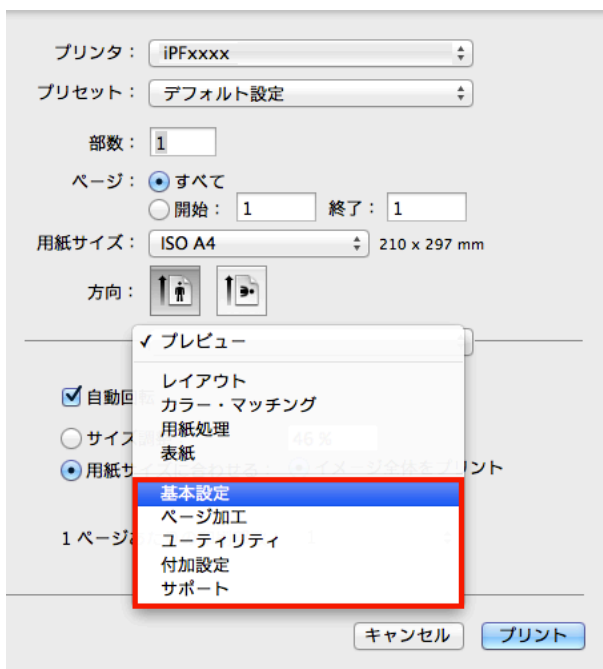 プリンタ： iPFxxxx
プリセット： デフォルト設定
部数： 1
ページ： すべて
開始： 1 終了： 1
用紙サイズ： ISO A4 210 x 297 mm
方向：
✓ プレビュー
レイアウト
自動回
カラー・マッチング
用紙処理
サイズ 46 %
表紙
用紙サイズに合わせる： イメージ全体をプリント
基本設定
ページ加工
1 ページあ
ユーティリティ
付加設定
サポート
キャンセル プリント